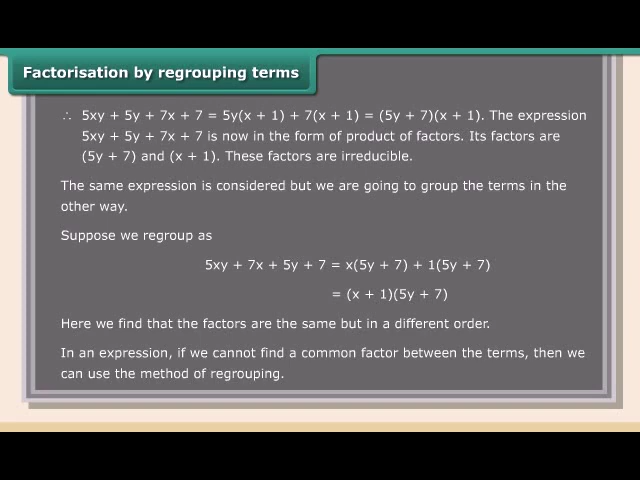 Factorisation by regrouping terms
∴ 5xy + 5y + 7x + 7 = 5y(x + 1) + 7(x + 1) = (5y + 7)(x + 1). The expression
5xy + 5y + 7x + 7 is now in the form of product of factors. Its factors are
(5y + 7) and (x + 1). These factors are irreducible.
The same expression is considered but we are going to group the terms in the
other way.
Suppose we regroup as
5xy + 7x + 5y + 7 = x(5y + 7) + 1(5y + 7)
= (x + 1)(5y + 7)
Here we find that the factors are the same but in a different order.
In an expression, if we cannot find a common factor between the terms, then we
can use the method of regrouping.